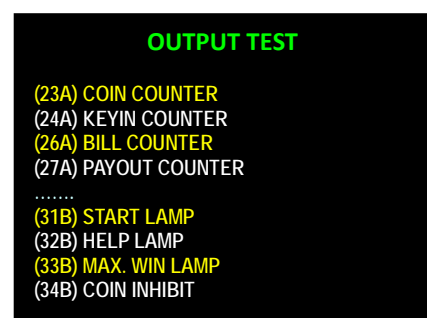 OUTPUT TEST
(23A) COIN COUNTER
(24A) KEYIN COUNTER
(26A) BILL COUNTER
(27A) PAYOUT COUNTER
.......
(31B) START LAMP
(32B) HELP LAMP
(33B) MAX. WIN LAMP
(34B) COIN INHIBIT